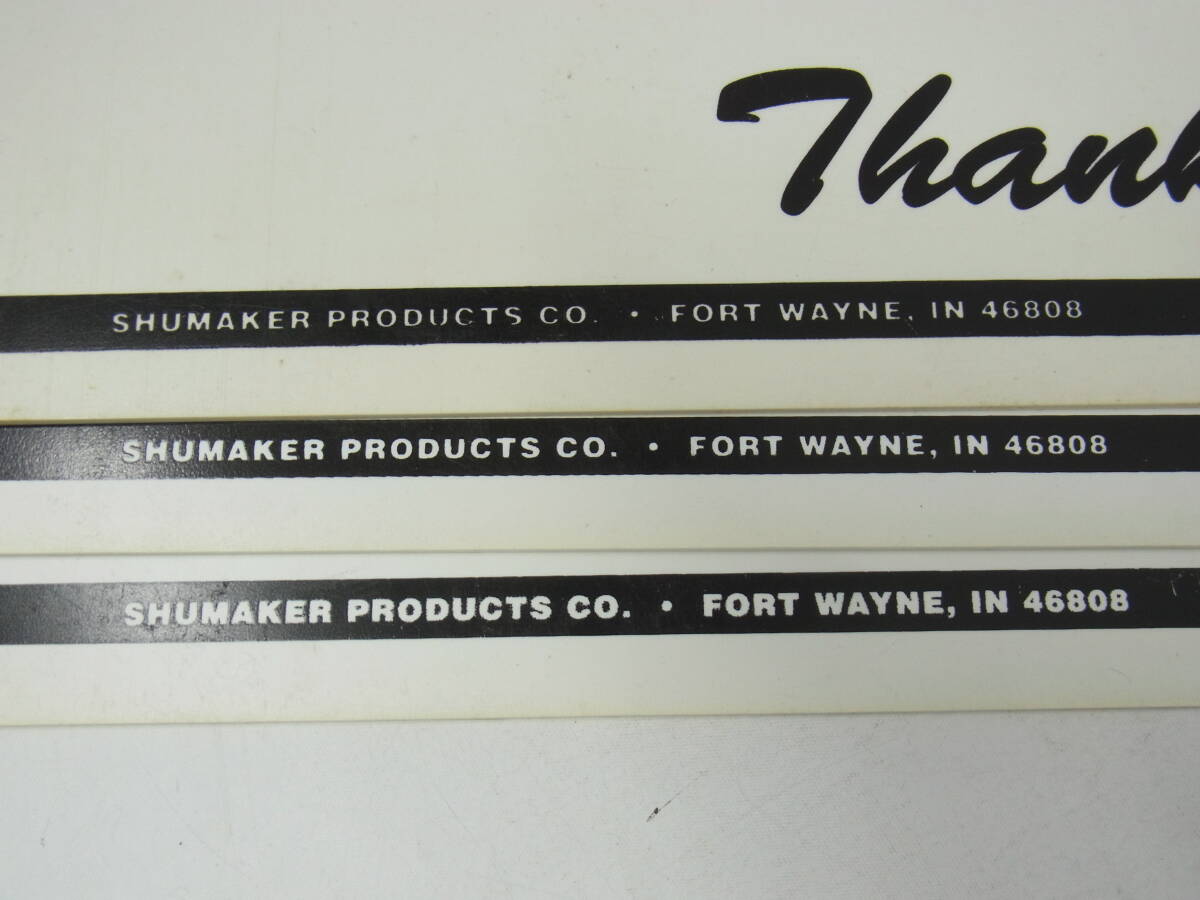 Thank
SHUMAKER PRODUCTS CO. • FORT WAYNE, IN 46808
SHUMAKER PRODUCTS CO. • FORT WAYNE, IN 46808
SHUMAKER PRODUCTS CO. • FORT WAYNE, IN 46808